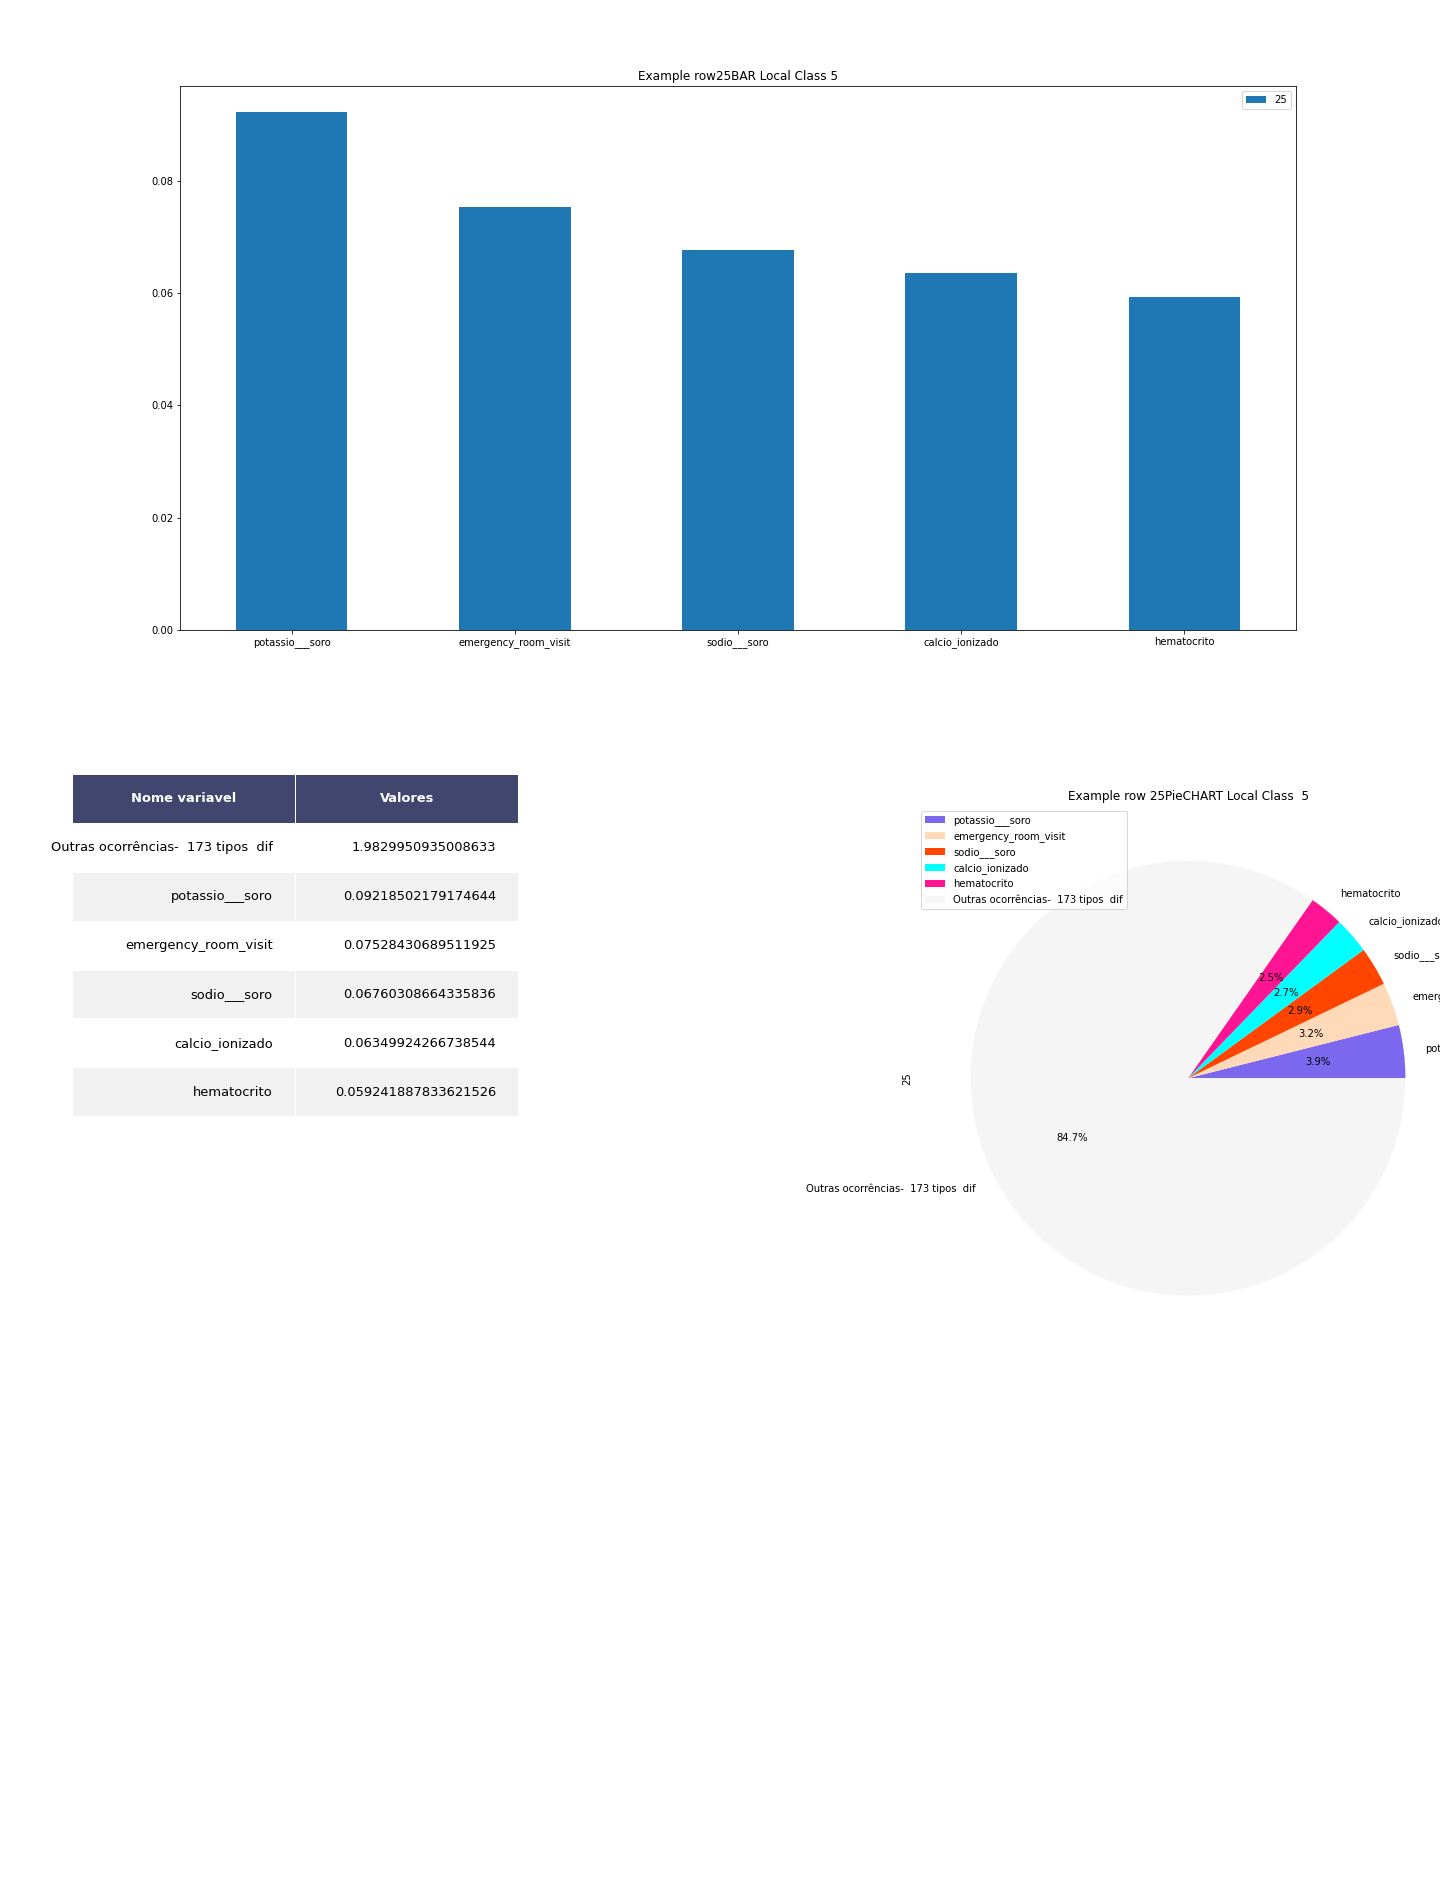 Example row25BAR Local Class 5
25
0.08
0.06
0.04
0.02
0.00
potassio___soro
emergency_room_visit
sodio___soro
calcio_ionizado
hematocrito
Nome variavel Valores
Outras ocorrências-  173 tipos  dif 1.9829950935008633
potassio___soro 0.09218502179174644
emergency_room_visit 0.07528430689511925
sodio___soro 0.06760308664335836
calcio_ionizado 0.06349924266738544
hematocrito 0.059241887833621526
Example row 25PieCHART Local Class  5
potassio___soro
emergency_room_visit
sodio___soro
calcio_ionizado
hematocrito
Outras ocorrências-  173 tipos  dif
hematocrito
calcio_ionizado
sodio___s
emerg
pot
2.5%
2.7%
2.9%
3.2%
3.9%
25
84.7%
Outras ocorrências-  173 tipos  dif